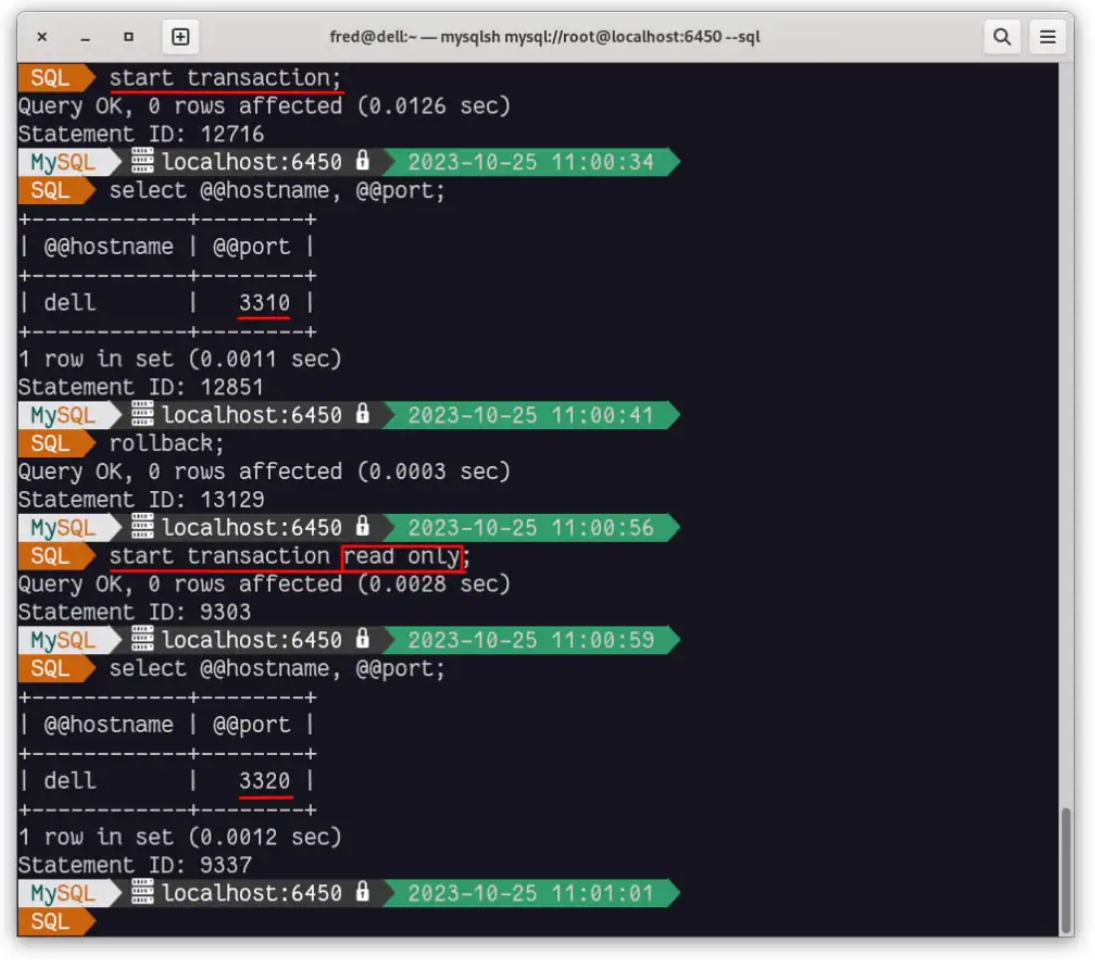 fred@dell:~ — mysqlsh mysql://root@localhost:6450 --sql
SQL start transaction;
Query OK, 0 rows affected (0.0126 sec)
Statement ID: 12716
MySQL localhost:6450 2023-10-25 11:00:34
SQL select @@hostname, @@port;
+------------+--------+
| @@hostname | @@port |
+------------+--------+
| dell       |   3310 |
+------------+--------+
1 row in set (0.0011 sec)
Statement ID: 12851
MySQL localhost:6450 2023-10-25 11:00:41
SQL rollback;
Query OK, 0 rows affected (0.0003 sec)
Statement ID: 13129
MySQL localhost:6450 2023-10-25 11:00:56
SQL start transaction read only;
Query OK, 0 rows affected (0.0028 sec)
Statement ID: 9303
MySQL localhost:6450 2023-10-25 11:00:59
SQL select @@hostname, @@port;
+------------+--------+
| @@hostname | @@port |
+------------+--------+
| dell       |   3320 |
+------------+--------+
1 row in set (0.0012 sec)
Statement ID: 9337
MySQL localhost:6450 2023-10-25 11:01:01
SQL